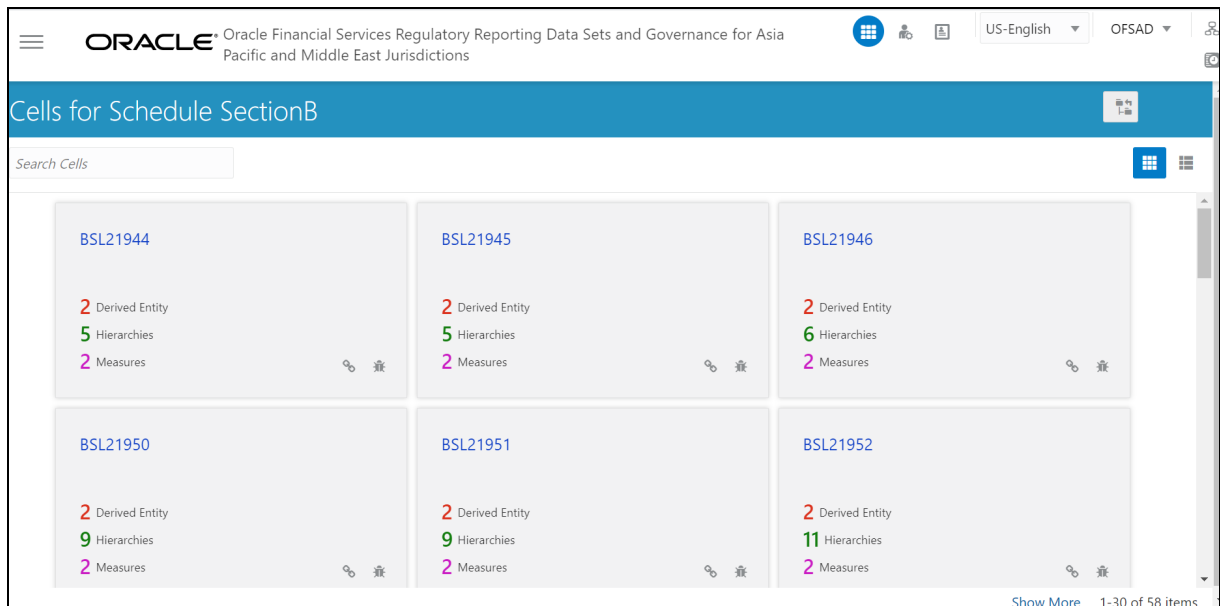 ORACLE® Oracle Financial Services Regulatory Reporting Data Sets and Governance for Asia
Pacific and Middle East Jurisdictions
US-English
OFSAD
Cells for Schedule SectionB
Search Cells
BSL21944
2 Derived Entity
5 Hierarchies
2 Measures
BSL21945
2 Derived Entity
5 Hierarchies
2 Measures
BSL21946
2 Derived Entity
6 Hierarchies
2 Measures
BSL21950
2 Derived Entity
9 Hierarchies
2 Measures
BSL21951
2 Derived Entity
9 Hierarchies
2 Measures
BSL21952
2 Derived Entity
11 Hierarchies
2 Measures
Show More 1-30 of 58 items